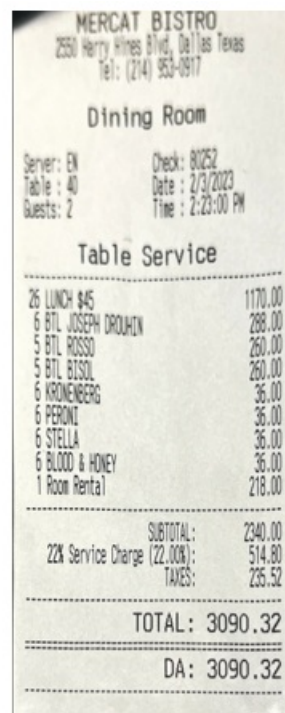 MERCAT BISTRO
2550 Harry Hines Blvd, Dallas Texas
Tel: (214) 953-0917
Dining Room
Server: EN Check: 80252
Table : 40 Date : 2/3/2023
Guests: 2 Time : 2:23:00 PM
Table Service
26 LUNCH $45 1170.00
6 BTL JOSEPH DROUHIN 288.00
5 BTL ROSSO 260.00
5 BTL BISOL 260.00
6 KRONENBERG 36.00
6 PERONI 36.00
6 STELLA 36.00
6 BLOOD & HONEY 36.00
1 Room Rental 218.00
SUBTOTAL: 2340.00
22% Service Charge (22.00%): 514.80
TAXES: 235.52
TOTAL: 3090.32
DA: 3090.32